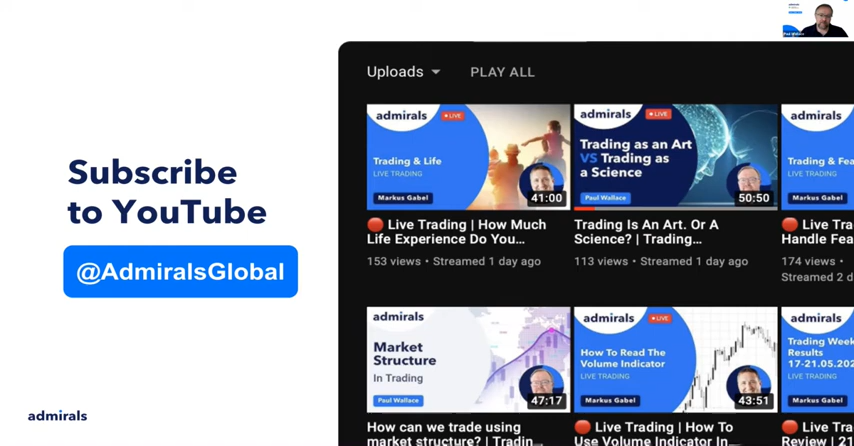 Paul Wallace
Subscribe
to YouTube
@AdmiralsGlobal
admirals
Uploads
PLAY ALL
admirals
LIVE
Trading & Life
LIVE TRADING
Markus Gabel
41:00
Live Trading | How Much
Life Experience Do You...
153 views • Streamed 1 day ago
admirals
LIVE
Trading as an Art
VS Trading as
a Science
Paul Wallace
50:50
Trading Is An Art. Or A
Science? | Trading...
113 views • Streamed 1 day ago
admirals
Trading & Fea
LIVE TRADING
Markus Gabel
Live Tra
Handle Fea
174 views •
Streamed 2 d
admirals
Market
Structure
In Trading
Paul Wallace
47:17
How can we trade using
market structure? | Tradin
admirals
LIVE
How To Read The
Volume Indicator
LIVE TRADING
Markus Gabel
43:51
Live Trading | How To
Use Volume Indicator In
admirals
Trading Week
Results
17-21.05.202
LIVE TRADING
Markus Gabel
Live Tra
Review | 21